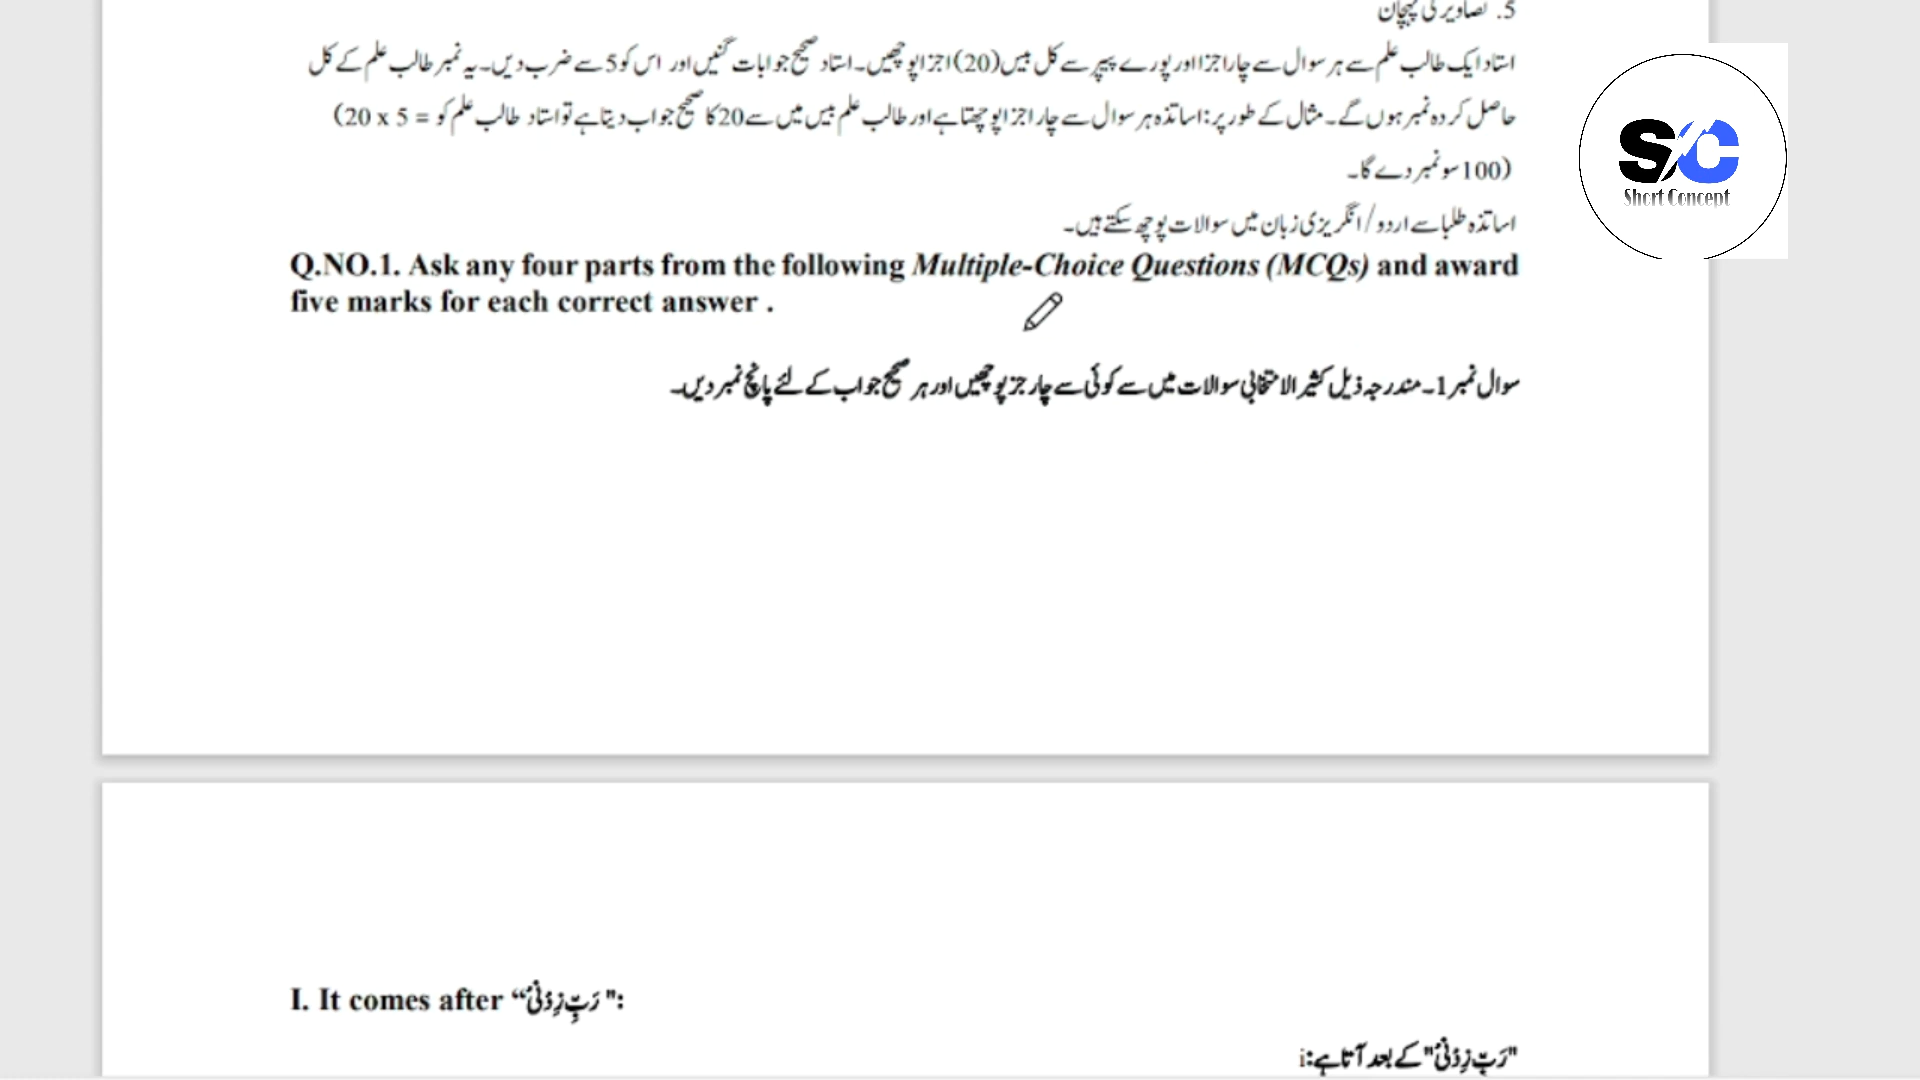 5. تصاویر کی پہچان
استاد ایک طالب علم سے ہر سوال سے چار اجزا اور پورے پیپر سے کل بیس (20) اجزا پوچھیں۔ استاد صحیح جوابات گنیں اور اس کو 5 سے ضرب دیں۔ یہ نمبر طالب علم کے کل
حاصل کردہ نمبر ہوں گے۔ مثال کے طور پر: اساتذہ ہر سوال سے چار اجزا پوچھتا ہے اور طالب علم بیس میں سے 20 کا صحیح جواب دیتا ہے تو استاد طالب علم کو (20 x 5 =
100) سو نمبر دے گا۔
اساتذہ طلبا سے اردو / انگریزی زبان میں سوالات پوچھ سکتے ہیں۔
Q.NO.1. Ask any four parts from the following Multiple-Choice Questions (MCQs) and award
five marks for each correct answer .
سوال نمبر 1۔ مندرجہ ذیل کثیر الانتخابی سوالات میں سے کوئی سے چار جز پوچھیں اور ہر صحیح جواب کے لئے پانچ نمبر دیں۔
I. It comes after “رَبِّ زِدْنِیْ ":
"رَبِّ زِدْنِیْ" کے بعد آتا ہے:i
S/C
Short Concept